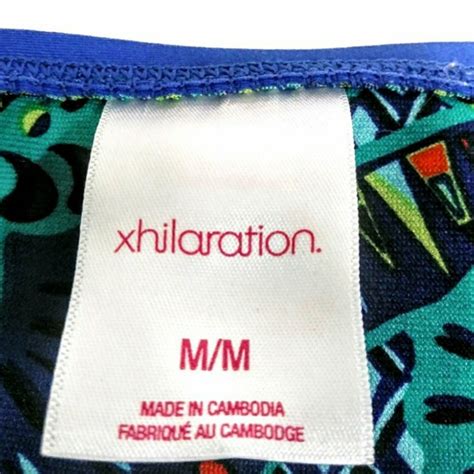 xhilaration.
M/M
MADE IN CAMBODIA
FABRIQUÉ AU CAMBODGE